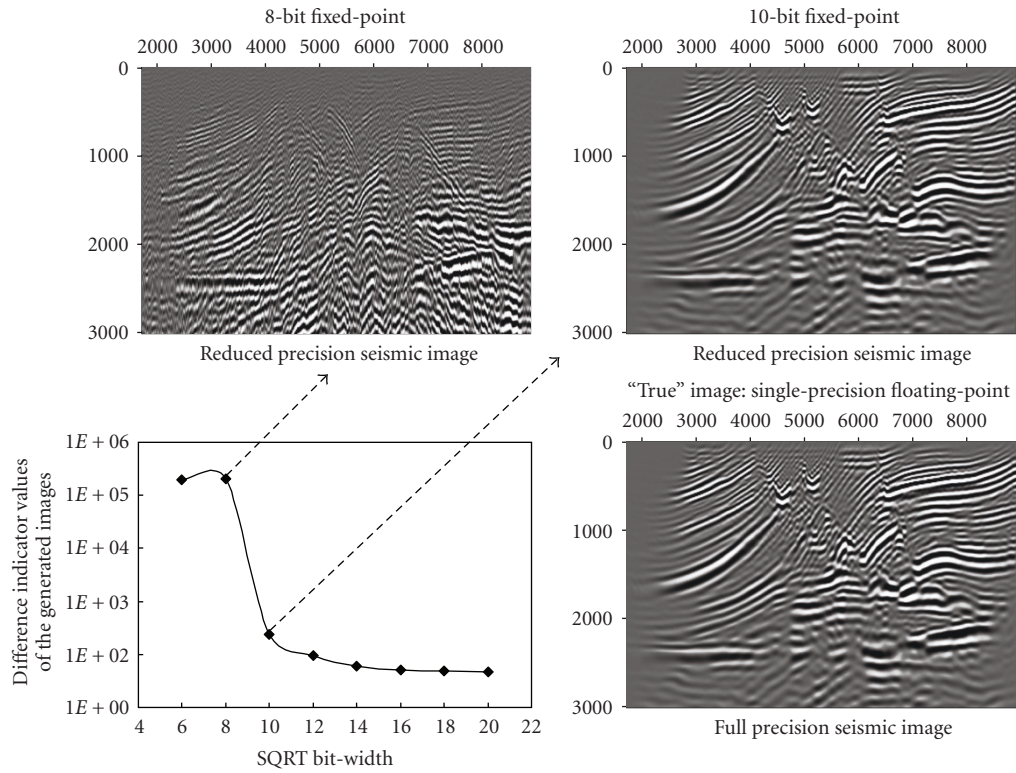 8-bit fixed-point
2000 3000 4000 5000 6000 7000 8000
0
1000
2000
3000
Reduced precision seismic image
10-bit fixed-point
2000 3000 4000 5000 6000 7000 8000
0
1000
2000
3000
Reduced precision seismic image
Difference indicator values
of the generated images
1E + 06
1E + 05
1E + 04
1E + 03
1E + 02
1E + 00
4 6 8 10 12 14 16 18 20 22
SQRT bit-width
“True” image: single-precision floating-point
2000 3000 4000 5000 6000 7000 8000
0
1000
2000
3000
Full precision seismic image